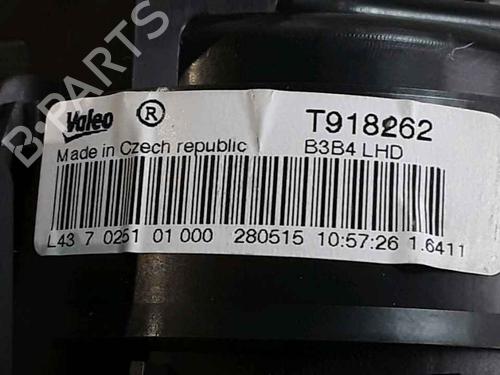 B-PARTS
Valeo ® T918262
Made in Czech republic B3B4 LHD
L43 7 0251 01 000 280515 10:57:26 1.6411